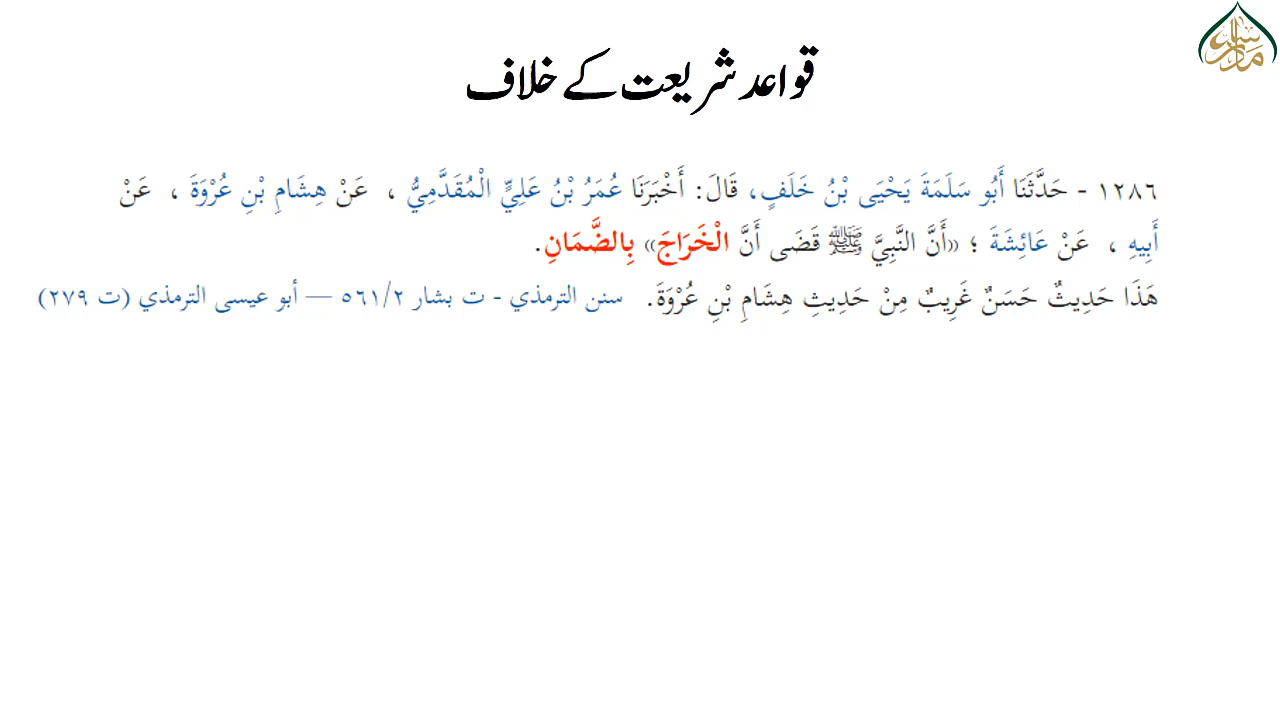 قواعد شریعت کے خلاف
١٢٨٦ - حَدَّثَنَا أَبُو سَلَمَةَ يَحْيَى بْنُ خَلَفٍ، قَالَ: أَخْبَرَنَا عُمَرُ بْنُ عَلِيٍّ الْمُقَدَّمِيُّ ، عَنْ هِشَامِ بْنِ عُرْوَةَ ، عَنْ
أَبِيهِ ، عَنْ عَائِشَةَ ؛ «أَنَّ النَّبِيَّ ﷺ قَضَى أَنَّ الْخَرَاجَ» بِالضَّمَانِ.
هَذَا حَدِيثٌ حَسَنٌ غَرِيبٌ مِنْ حَدِيثِ هِشَامِ بْنِ عُرْوَةَ. سنن الترمذي - ت بشار ٥٦١/٢ — أبو عيسى الترمذي (ت ٢٧٩)